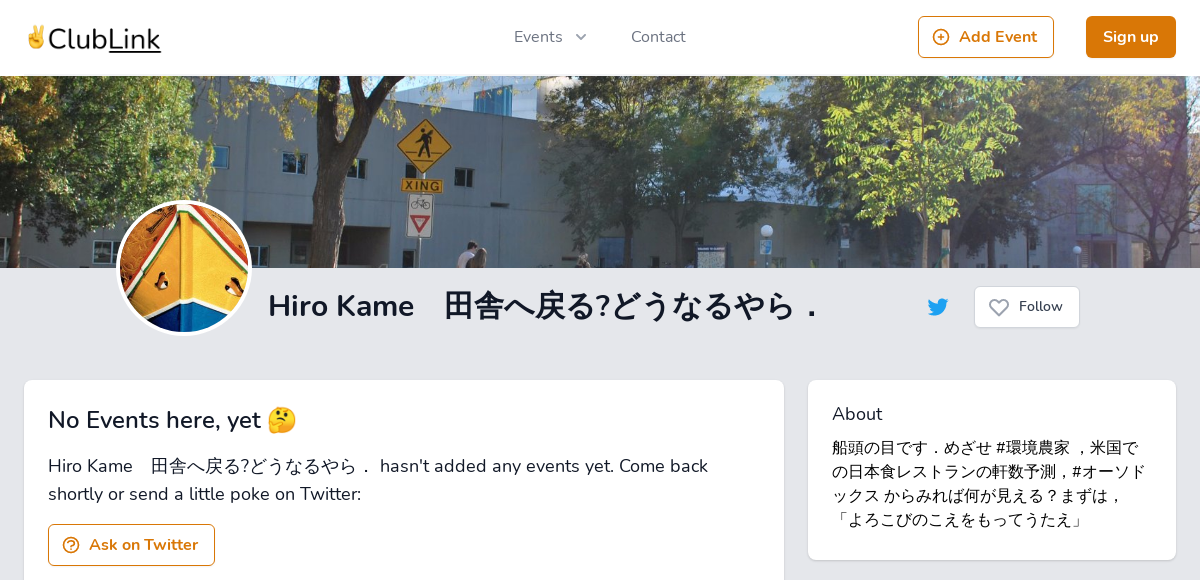 ✌ClubLink
Events
Contact
Add Event
Sign up
XING
Hiro Kame　田舎へ戻る?どうなるやら．
Follow
No Events here, yet 🤔
Hiro Kame　田舎へ戻る?どうなるやら． hasn't added any events yet. Come back
shortly or send a little poke on Twitter:
Ask on Twitter
About
船頭の目です．めざせ #環境農家 ，米国で
の日本食レストランの軒数予測，#オーソド
ックス からみれば何が見える？まずは，
「よろこびのこえをもってうたえ」